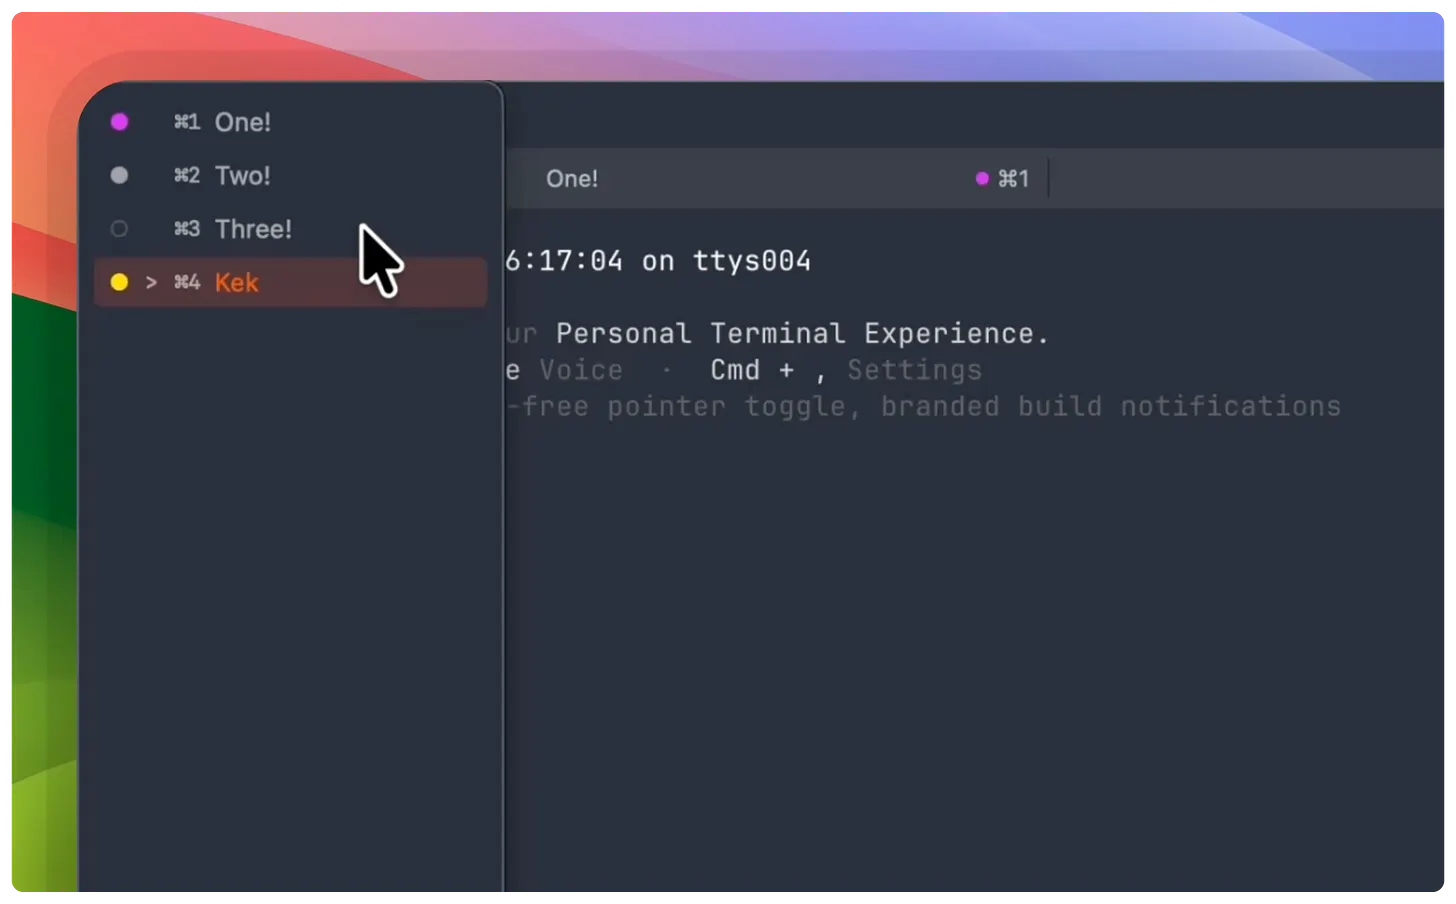 ⌘1 One!
⌘2 Two!
⌘3 Three!
> ⌘4 Kek
One! ⌘1
6:17:04 on ttys004
ur Personal Terminal Experience.
e Voice · Cmd + , Settings
-free pointer toggle, branded build notifications